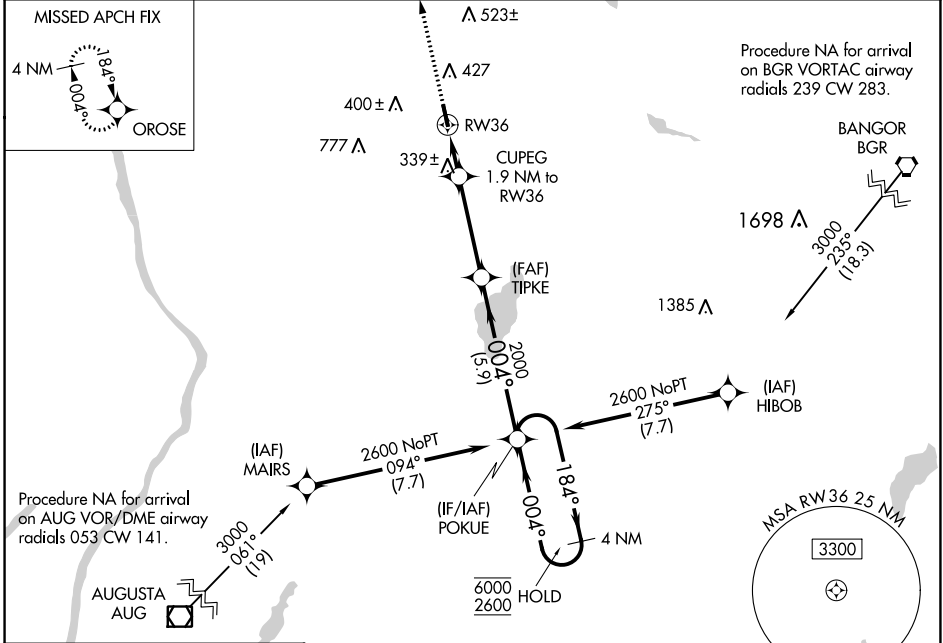 MISSED APCH FIX
4 NM
184°
004°
OROSE
523±
427
400±
RW36
777
339±
CUPEG
1.9 NM to
RW36
Procedure NA for arrival
on BGR VORTAC airway
radials 239 CW 283.
BANGOR
BGR
1698
3000
235°
(18.3)
(FAF)
TIPKE
1385
2000
004°
(5.9)
2600 NoPT
275°
(7.7)
(IAF)
HIBOB
(IAF)
MAIRS
2600 NoPT
094°
(7.7)
(IF/IAF)
POKUE
184°
004°
4 NM
6000
2600
HOLD
Procedure NA for arrival
on AUG VOR/DME airway
radials 053 CW 141.
3000
061°
(19)
AUGUSTA
AUG
MSA RW36 25 NM
3300